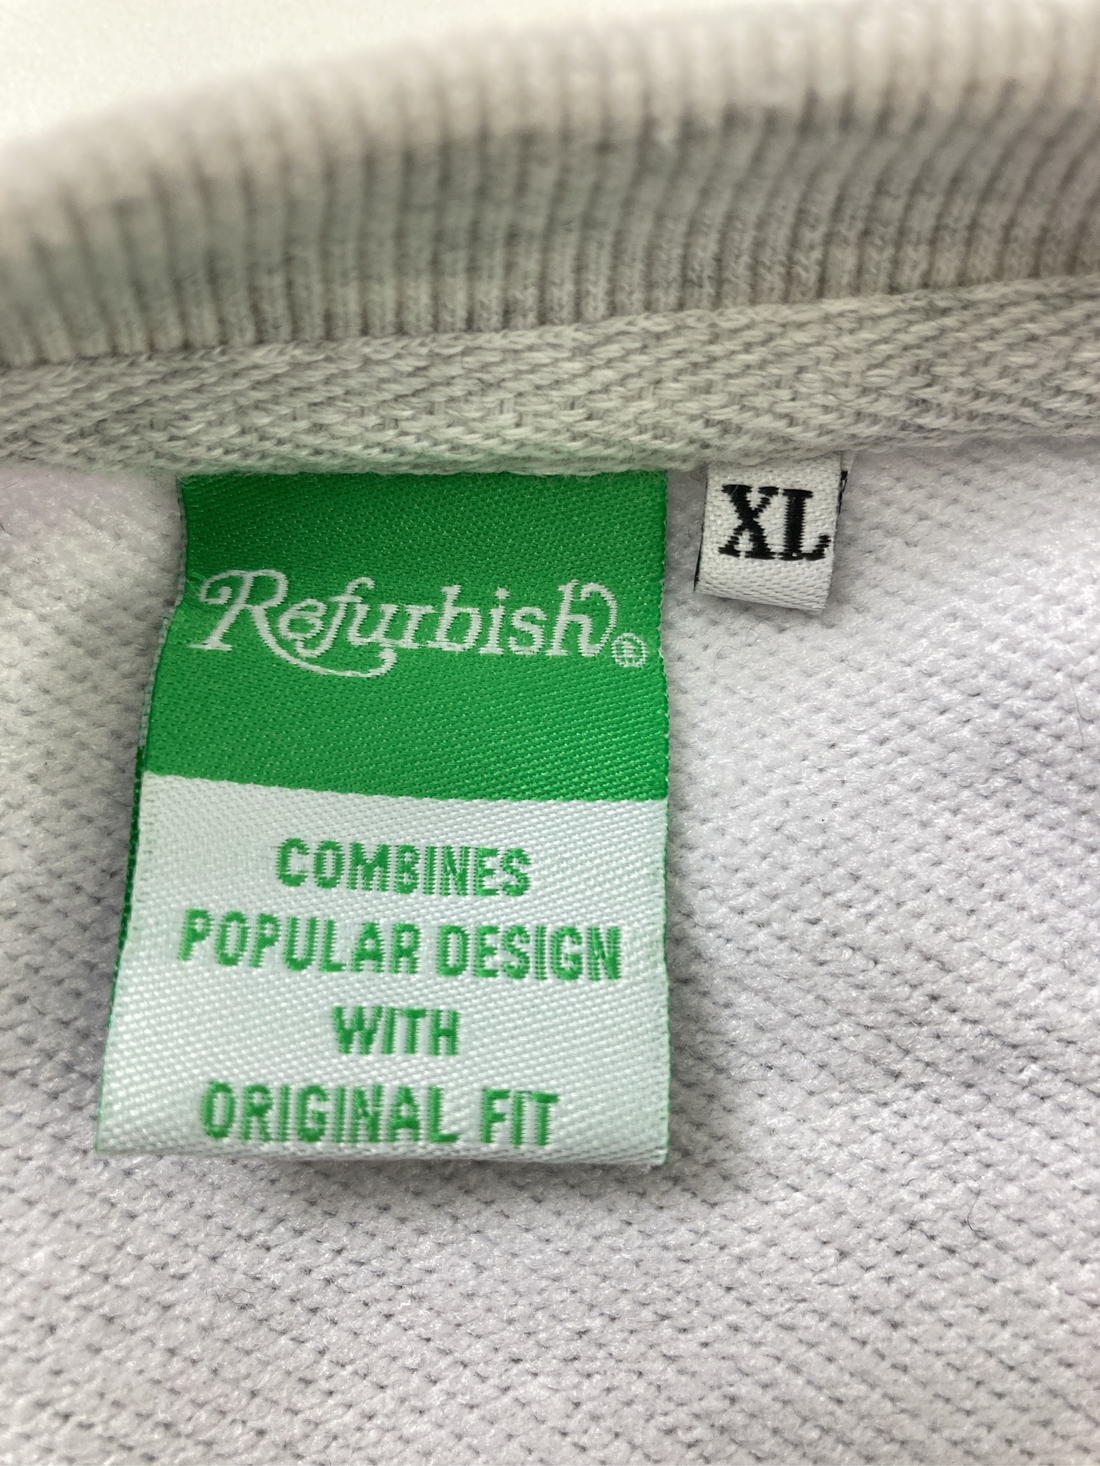 Refurbish®
XL
COMBINES
POPULAR DESIGN
WITH
ORIGINAL FIT